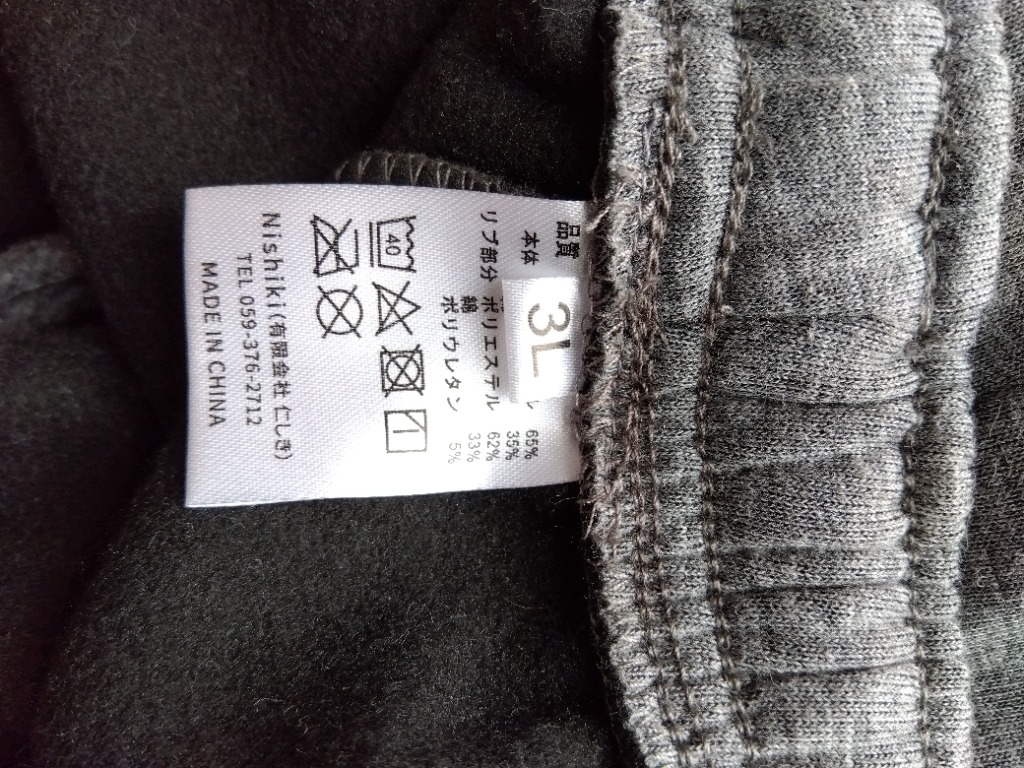 3L
品質
本体 65%
35%
リブ部分 ポリエステル 62%
綿 33%
ポリウレタン 5%
40
Nishiki(有限会社 仁しき)
TEL 059-376-2712
MADE IN CHINA